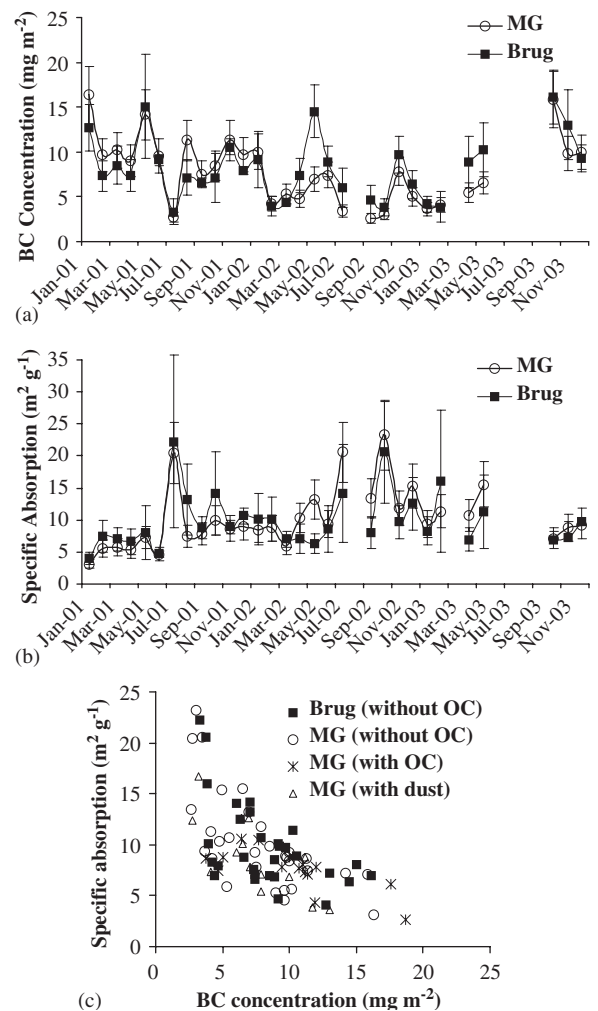 25
20
15
10
5
0
BC Concentration (mg m-2)
MG
Brug
Jan-01
Mar-01
May-01
Jul-01
Sep-01
Nov-01
Jan-02
Mar-02
May-02
Jul-02
Sep-02
Nov-02
Jan-03
Mar-03
May-03
Jul-03
Sep-03
Nov-03
(a)
35
30
25
20
15
10
5
0
Specific Absorption (m2 g-1)
MG
Brug
Jan-01
Mar-01
May-01
Jul-01
Sep-01
Nov-01
Jan-02
Mar-02
May-02
Jul-02
Sep-02
Nov-02
Jan-03
Mar-03
May-03
Jul-03
Sep-03
Nov-03
(b)
25
20
15
10
5
0
Specific absorption (m2 g-1)
Brug (without OC)
MG (without OC)
MG (with OC)
MG (with dust)
0 5 10 15 20 25
(c)
BC concentration (mg m-2)